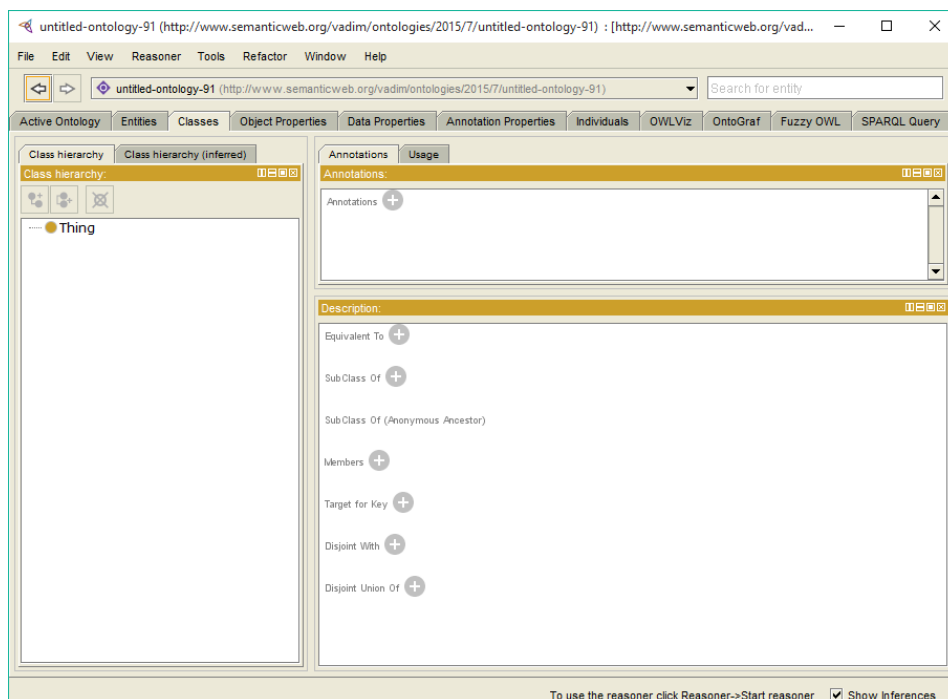 untitled-ontology-91 (http://www.semanticweb.org/vadim/ontologies/2015/7/untitled-ontology-91) : [http://www.semanticweb.org/vad...
File Edit View Reasoner Tools Refactor Window Help
untitled-ontology-91 (http://www.semanticweb.org/vadim/ontologies/2015/7/untitled-ontology-91) Search for entity
Active Ontology Entities Classes Object Properties Data Properties Annotation Properties Individuals OWLViz OntoGraf Fuzzy OWL SPARQL Query
Class hierarchy Class hierarchy (inferred)
Class hierarchy:
Thing
Annotations Usage
Annotations:
Annotations
Description:
Equivalent To
SubClass Of
SubClass Of (Anonymous Ancestor)
Members
Target for Key
Disjoint With
Disjoint Union Of
To use the reasoner click Reasoner->Start reasoner Show Inferences